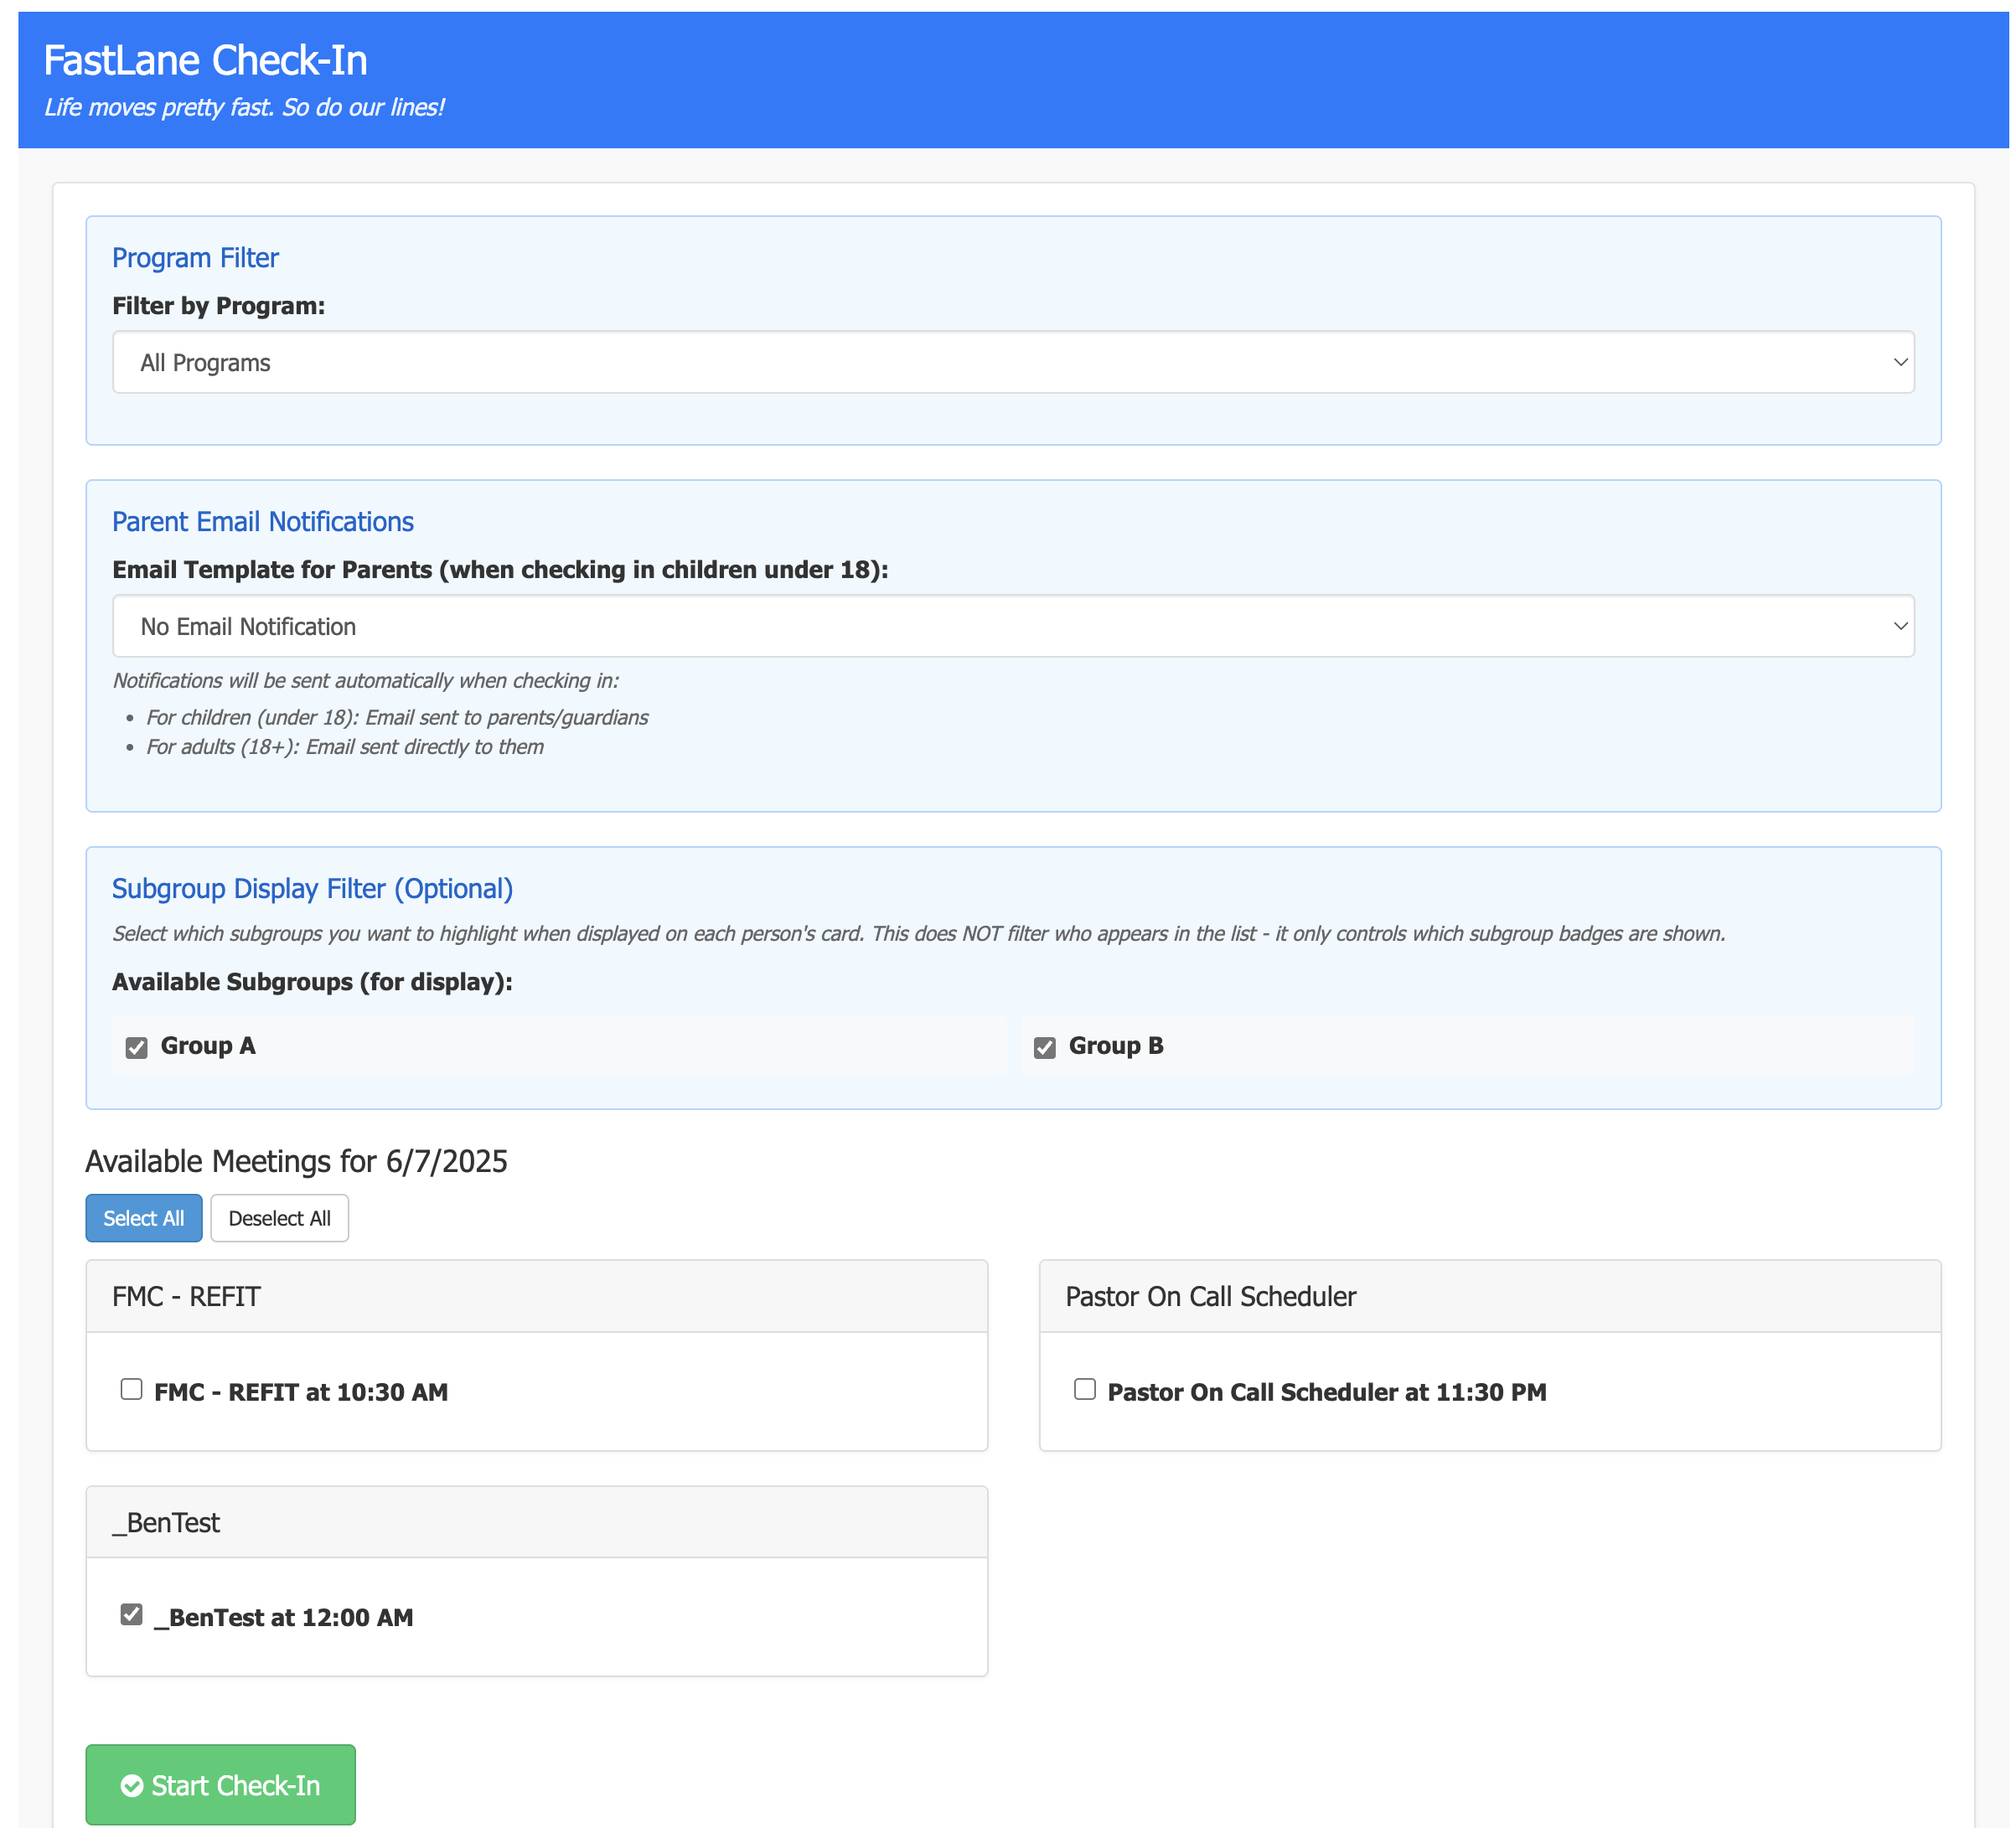 FastLane Check-In
Life moves pretty fast. So do our lines!
Program Filter
Filter by Program:
All Programs
Parent Email Notifications
Email Template for Parents (when checking in children under 18):
No Email Notification
Notifications will be sent automatically when checking in:
• For children (under 18): Email sent to parents/guardians
• For adults (18+): Email sent directly to them
Subgroup Display Filter (Optional)
Select which subgroups you want to highlight when displayed on each person's card. This does NOT filter who appears in the list - it only controls which subgroup badges are shown.
Available Subgroups (for display):
Group A
Group B
Available Meetings for 6/7/2025
Select All
Deselect All
FMC - REFIT
FMC - REFIT at 10:30 AM
Pastor On Call Scheduler
Pastor On Call Scheduler at 11:30 PM
_BenTest
_BenTest at 12:00 AM
Start Check-In